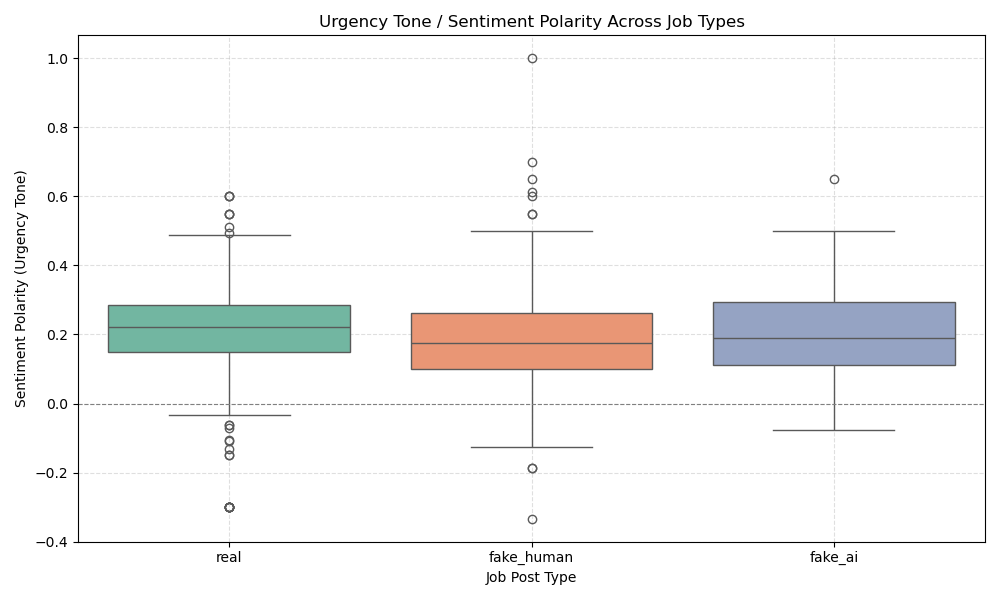 Urgency Tone / Sentiment Polarity Across Job Types
Sentiment Polarity (Urgency Tone)
1.0
0.8
0.6
0.4
0.2
0.0
−0.2
−0.4
real
fake_human
fake_ai
Job Post Type